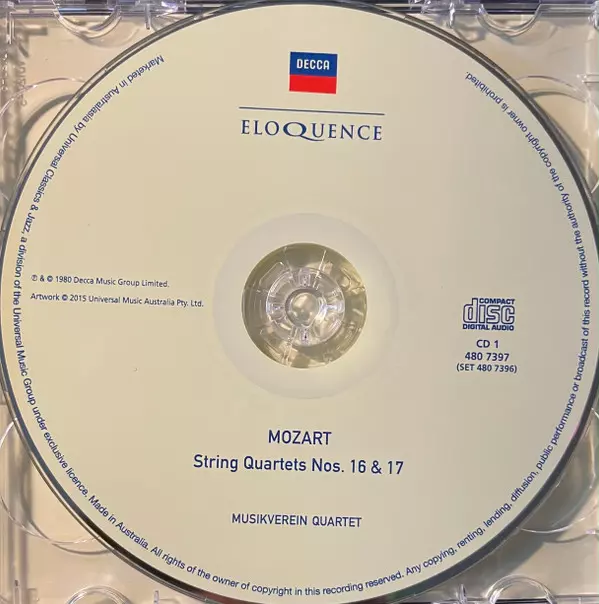 DECCA
ELOQUENCE
℗ & © 1980 Decca Music Group Limited.
Artwork © 2015 Universal Music Australia Pty. Ltd.
COMPACT
disc
DIGITAL AUDIO
CD 1
480 7397
(SET 480 7396)
MOZART
String Quartets Nos. 16 & 17
MUSIKVEREIN QUARTET
Marketed in Australasia by Universal Classics & Jazz, a division of the Universal Music Group under exclusive licence. Made in Australia. All rights of the owner of copyright in this recording reserved. Any copying, renting, lending, diffusion, public performance or broadcast of this record without the authority of the copyright owner is prohibited.